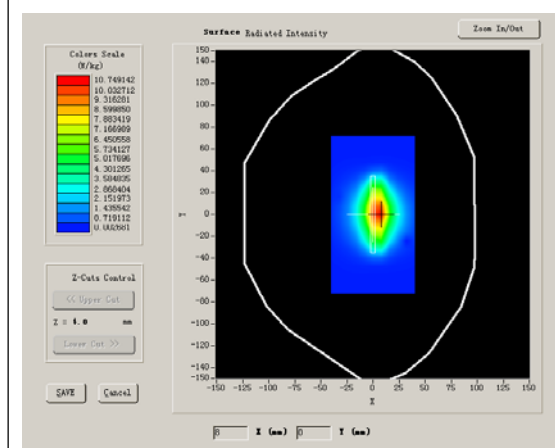 Surface Radiated Intensity
Zoom In/Out
Colors Scale
(W/kg)
10.749142
10.032712
9.316281
8.599850
7.883419
7.166989
6.450558
5.734127
5.017696
4.301265
3.584835
2.868404
2.151973
1.435542
0.719112
0.002681
150
140
120
100
80
60
40
20
0
-20
-40
-60
-80
-100
-120
-140
-150
Y
-150 -125 -100 -75 -50 -25 0 25 50 75 100 125 150
X
Z-Cuts Control
<< Upper Cut
Z = 4.0 mm
Lower Cut >>
SAVE Cancel
8 X (mm) 0 Y (mm)